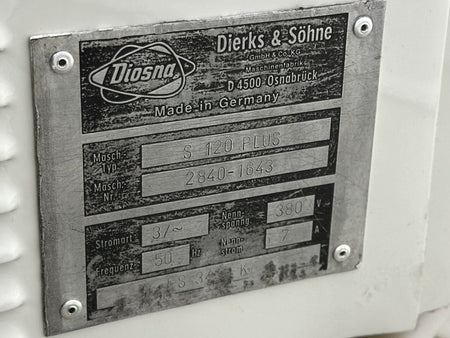 Diosna
Dierks & Söhne
GmbH & Co. KG
Maschinenfabrik
D 4500 Osnabrück
Made in Germany
Masch. Typ. S 120 PLUS
Masch. Nr. 2840-1643
Stromart 3/~ Nenn-spannung 380 V
Frequenz 50 Hz Nenn-strom 7 A